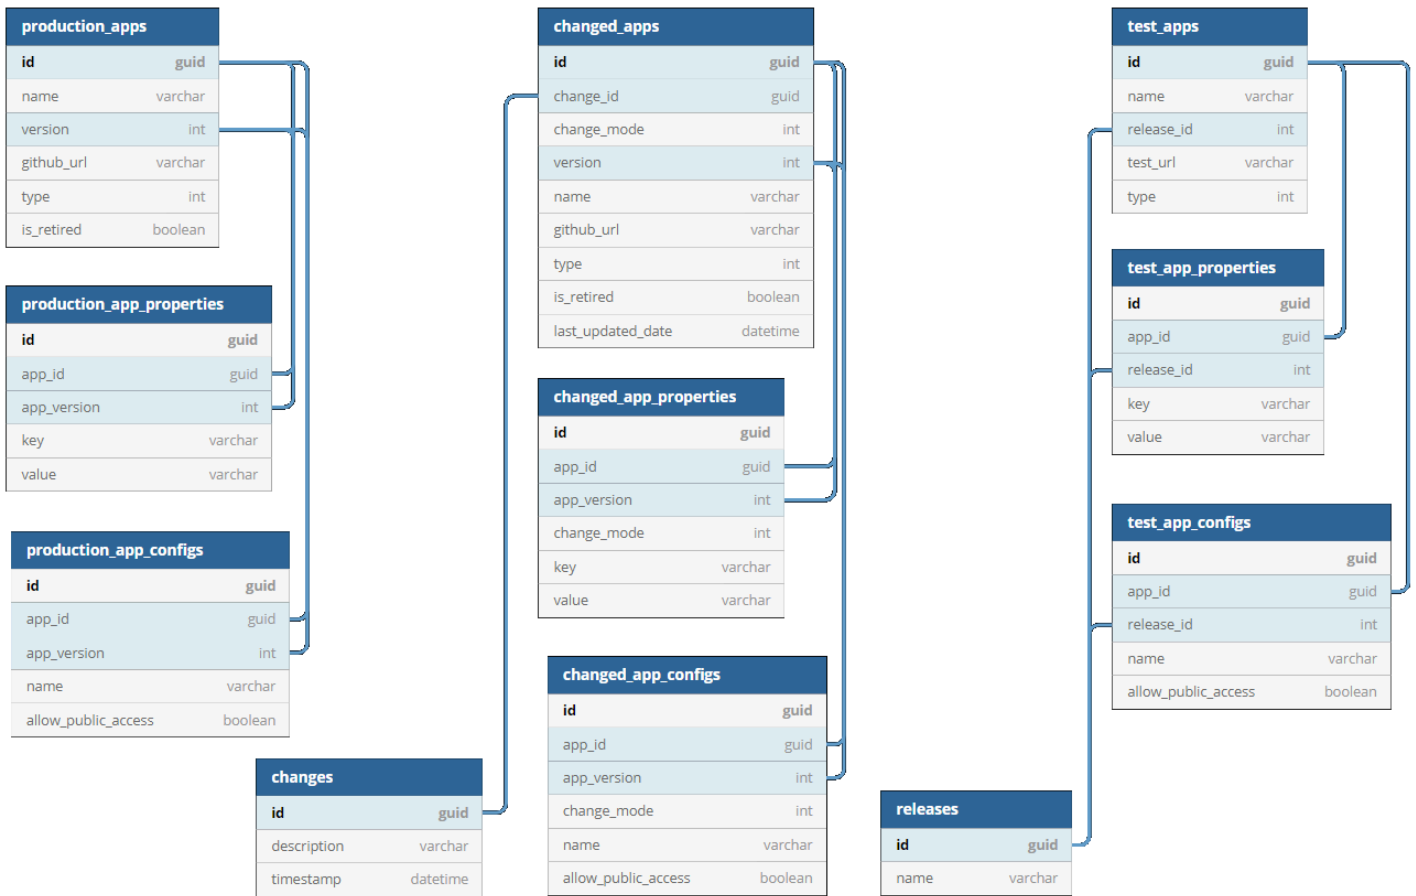 production_apps
id guid
name varchar
version int
github_url varchar
type int
is_retired boolean
production_app_properties
id guid
app_id guid
app_version int
key varchar
value varchar
production_app_configs
id guid
app_id guid
app_version int
name varchar
allow_public_access boolean
changes
id guid
description varchar
timestamp datetime
changed_apps
id guid
change_id guid
change_mode int
version int
name varchar
github_url varchar
type int
is_retired boolean
last_updated_date datetime
changed_app_properties
id guid
app_id guid
app_version int
change_mode int
key varchar
value varchar
changed_app_configs
id guid
app_id guid
app_version int
change_mode int
name varchar
allow_public_access boolean
test_apps
id guid
name varchar
release_id int
test_url varchar
type int
test_app_properties
id guid
app_id guid
release_id int
key varchar
value varchar
test_app_configs
id guid
app_id guid
release_id int
name varchar
allow_public_access boolean
releases
id guid
name varchar